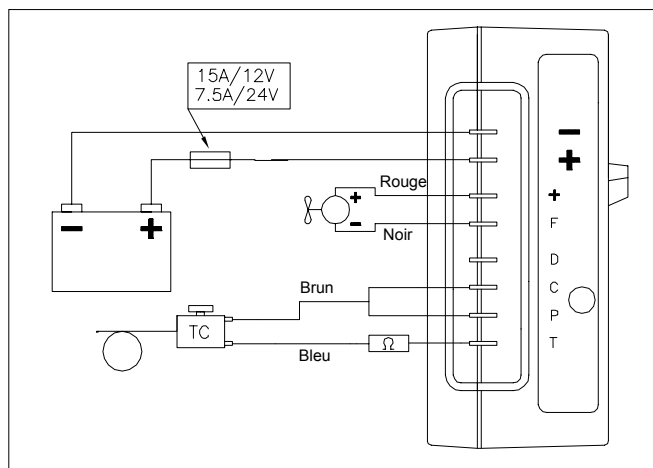 15A/12V
7.5A/24V
−
+
Rouge
+
+
F
−
+
−
Noir
D
Brun
C
TC
P
Bleu
Ω
T